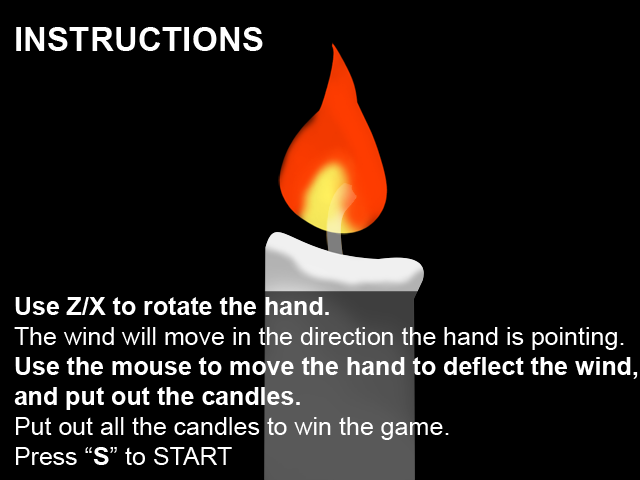 INSTRUCTIONS
Use Z/X to rotate the hand.
The wind will move in the direction the hand is pointing.
Use the mouse to move the hand to deflect the wind,
and put out the candles.
Put out all the candles to win the game.
Press “S” to START